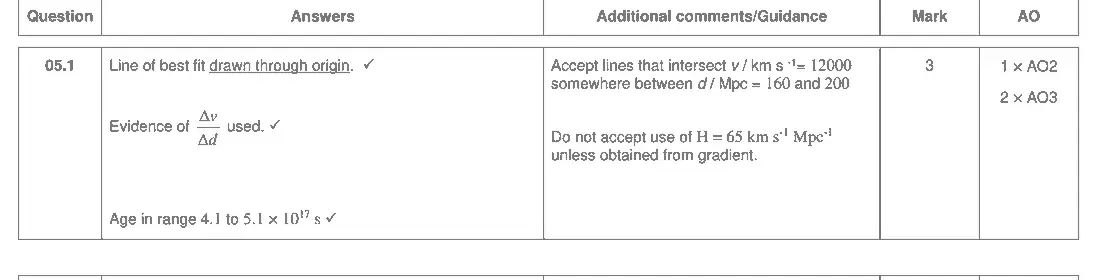 Question Answers Additional comments/Guidance Mark AO
05.1 Line of best fit drawn through origin. ✓ Accept lines that intersect v / km s⁻¹= 12000 3 1 × AO2
somewhere between d / Mpc = 160 and 200
2 × AO3
Evidence of Δv/Δd used. ✓
Do not accept use of H = 65 km s⁻¹ Mpc⁻¹
unless obtained from gradient.
Age in range 4.1 to 5.1 × 10¹⁷ s ✓